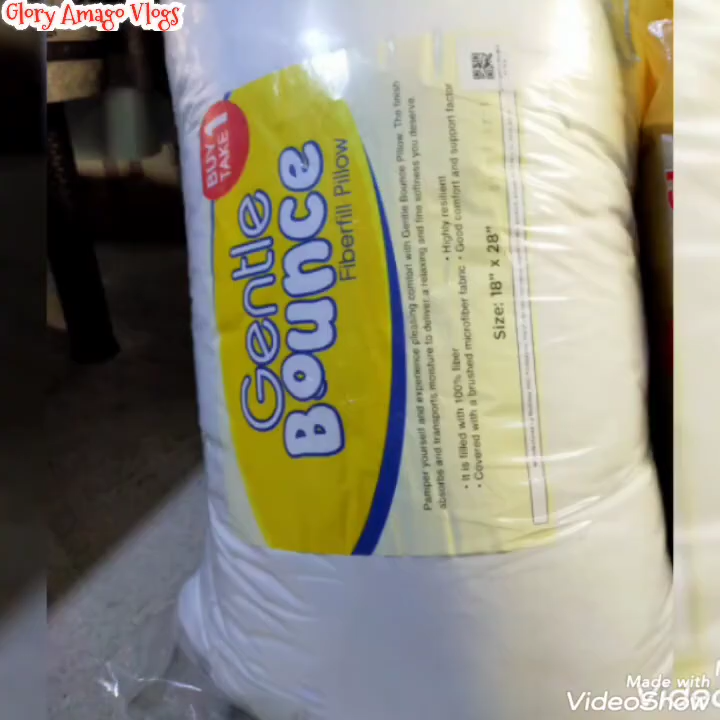 Glory Amago Vlogs
BUY 1
TAKE 1
Gentle
Bounce
Fiberfill Pillow
Pamper yourself and experience pleasing comfort with Gentle Bounce Pillow. The finish
absorbs and transports moisture to deliver a relaxing and fine softness you deserve.
• It is filled with 100% fiber
• Highly resilient
• Covered with a brushed microfiber fabric
• Good comfort and support factor
Size: 18" x 28"
Made with
VideoShow